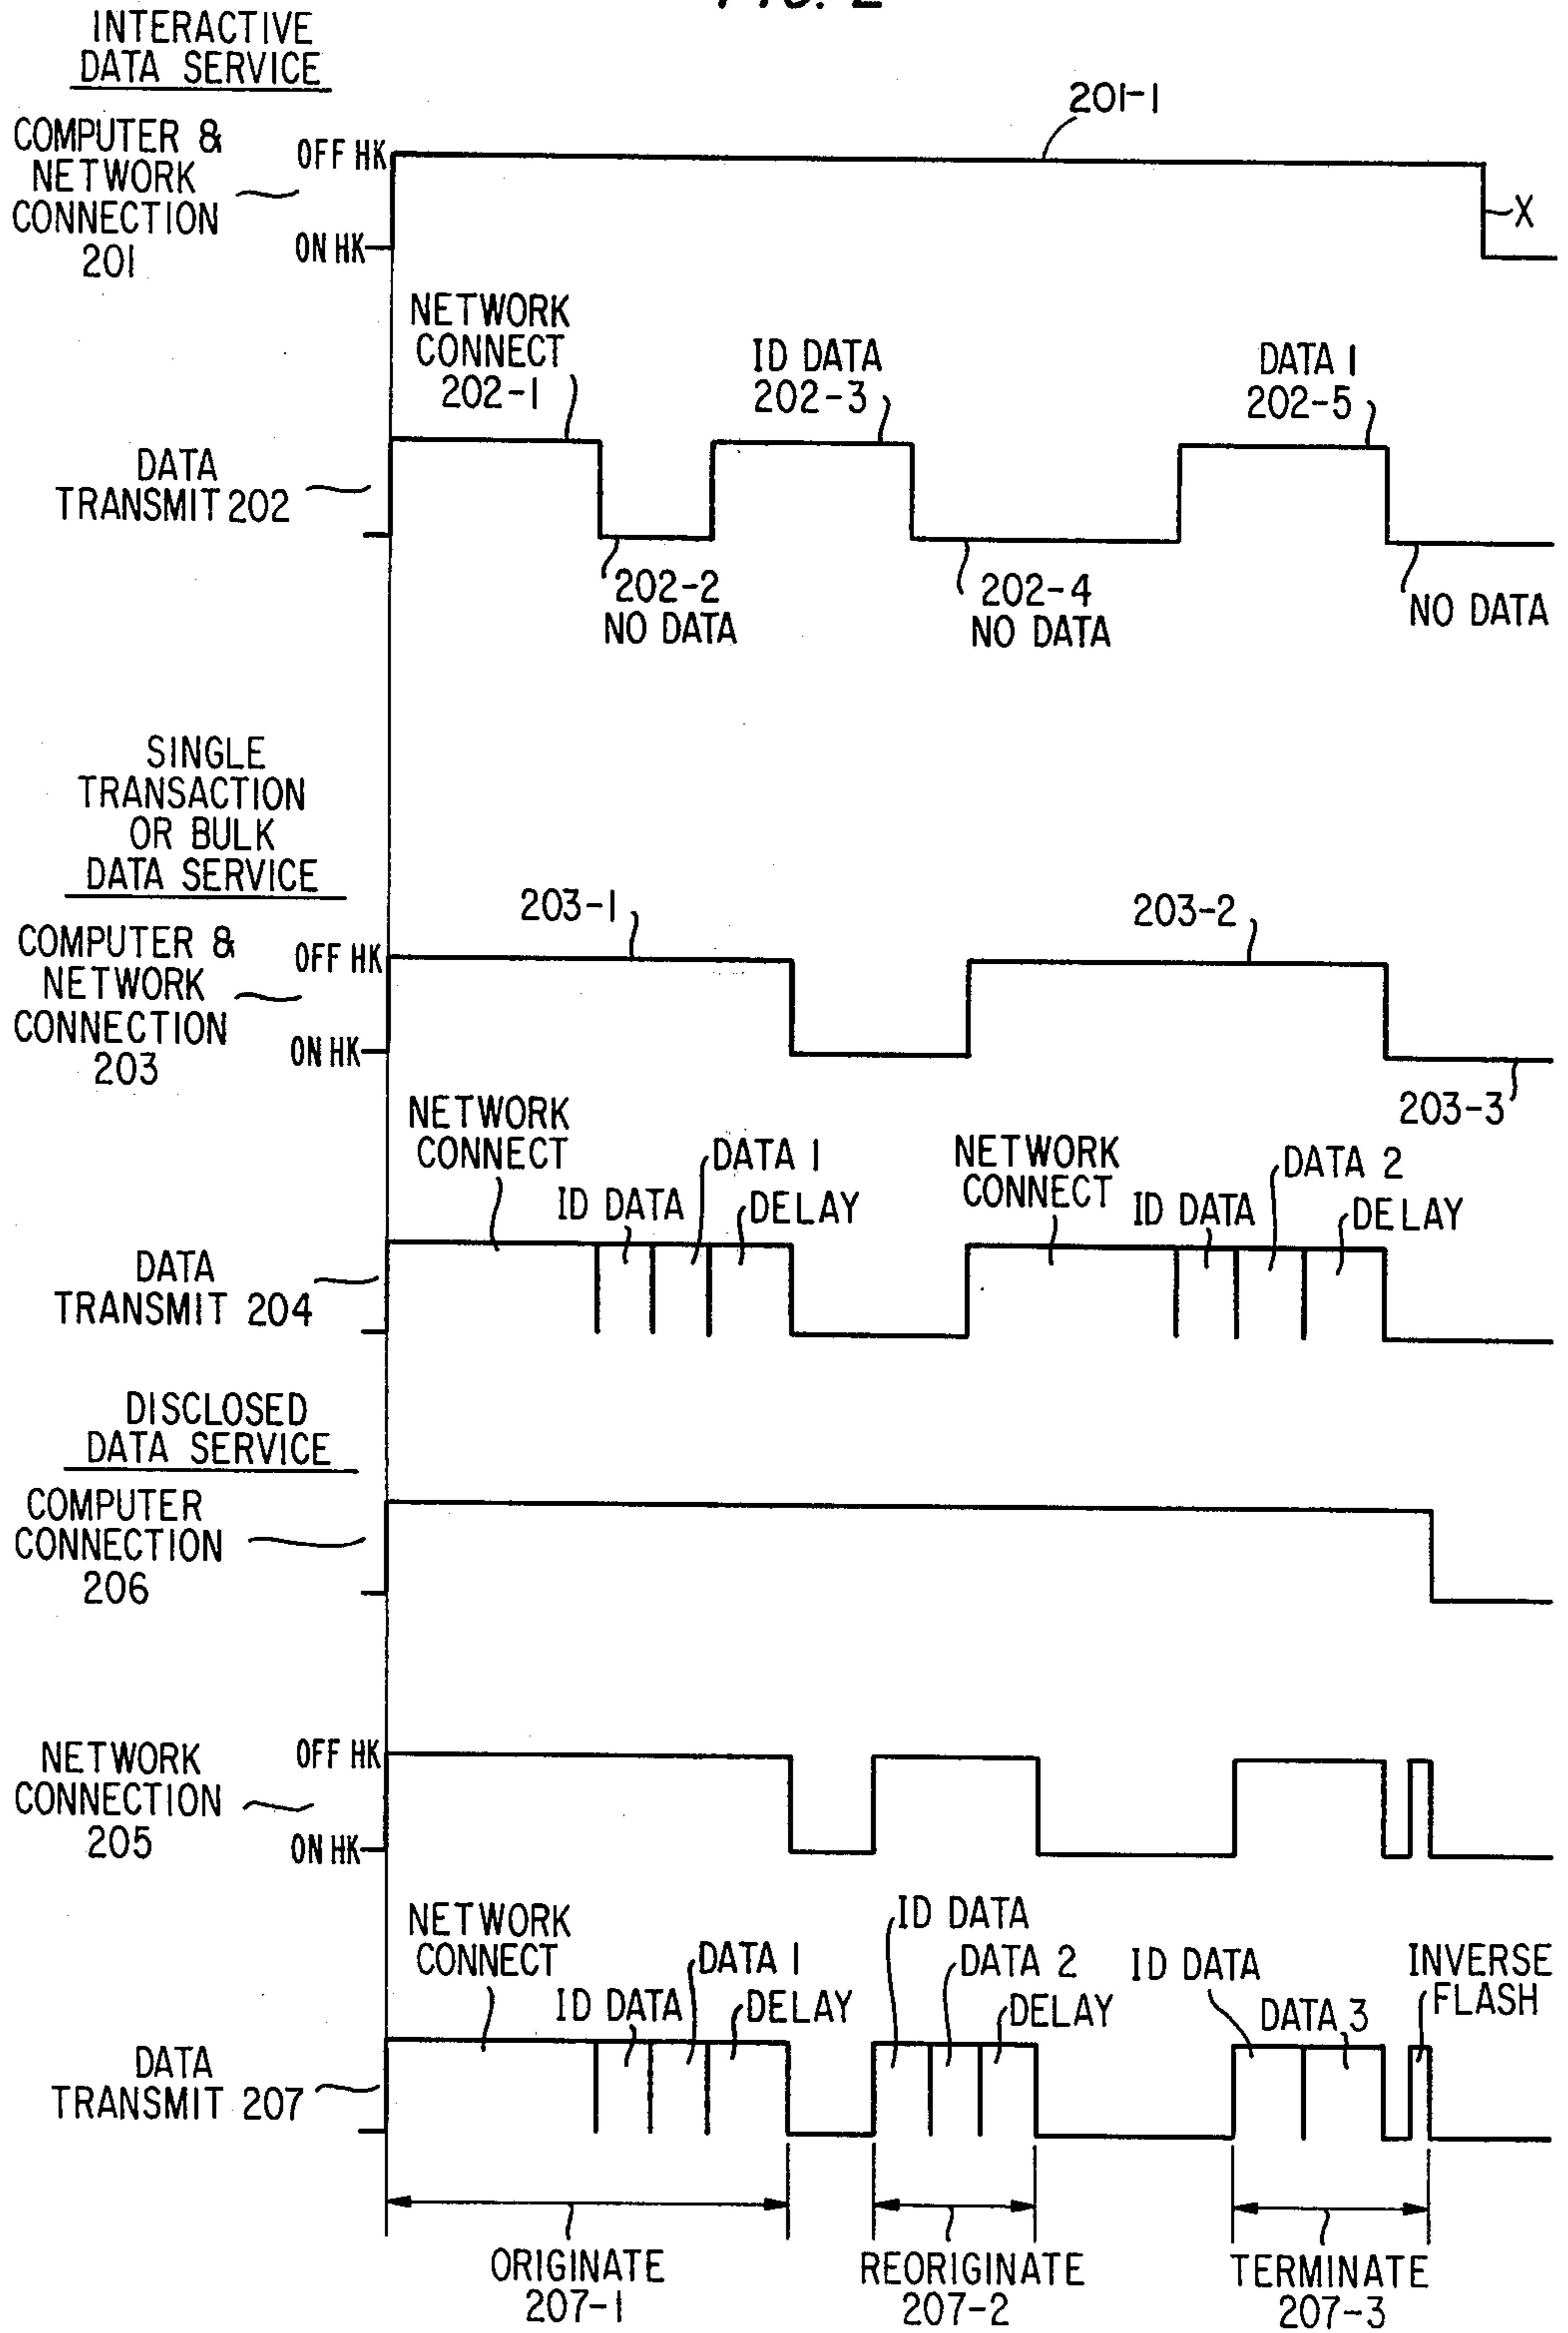 FIG. 2
INTERACTIVE
DATA SERVICE
COMPUTER &
NETWORK
CONNECTION
201
OFF HK
ON HK
201-1
X
NETWORK
CONNECT
202-1
ID DATA
202-3
DATA 1
202-5
DATA
TRANSMIT 202
202-2
NO DATA
202-4
NO DATA
NO DATA
SINGLE
TRANSACTION
OR BULK
DATA SERVICE
COMPUTER &
NETWORK
CONNECTION
203
OFF HK
ON HK
203-1
203-2
203-3
NETWORK
CONNECT
ID DATA
DATA 1
DELAY
NETWORK
CONNECT
ID DATA
DATA 2
DELAY
DATA
TRANSMIT 204
DISCLOSED
DATA SERVICE
COMPUTER
CONNECTION
206
NETWORK
CONNECTION
205
OFF HK
ON HK
NETWORK
CONNECT
ID DATA
DATA 1
DELAY
ID DATA
DATA 2
DELAY
ID DATA
DATA 3
INVERSE
FLASH
DATA
TRANSMIT 207
ORIGINATE
207-1
REORIGINATE
207-2
TERMINATE
207-3